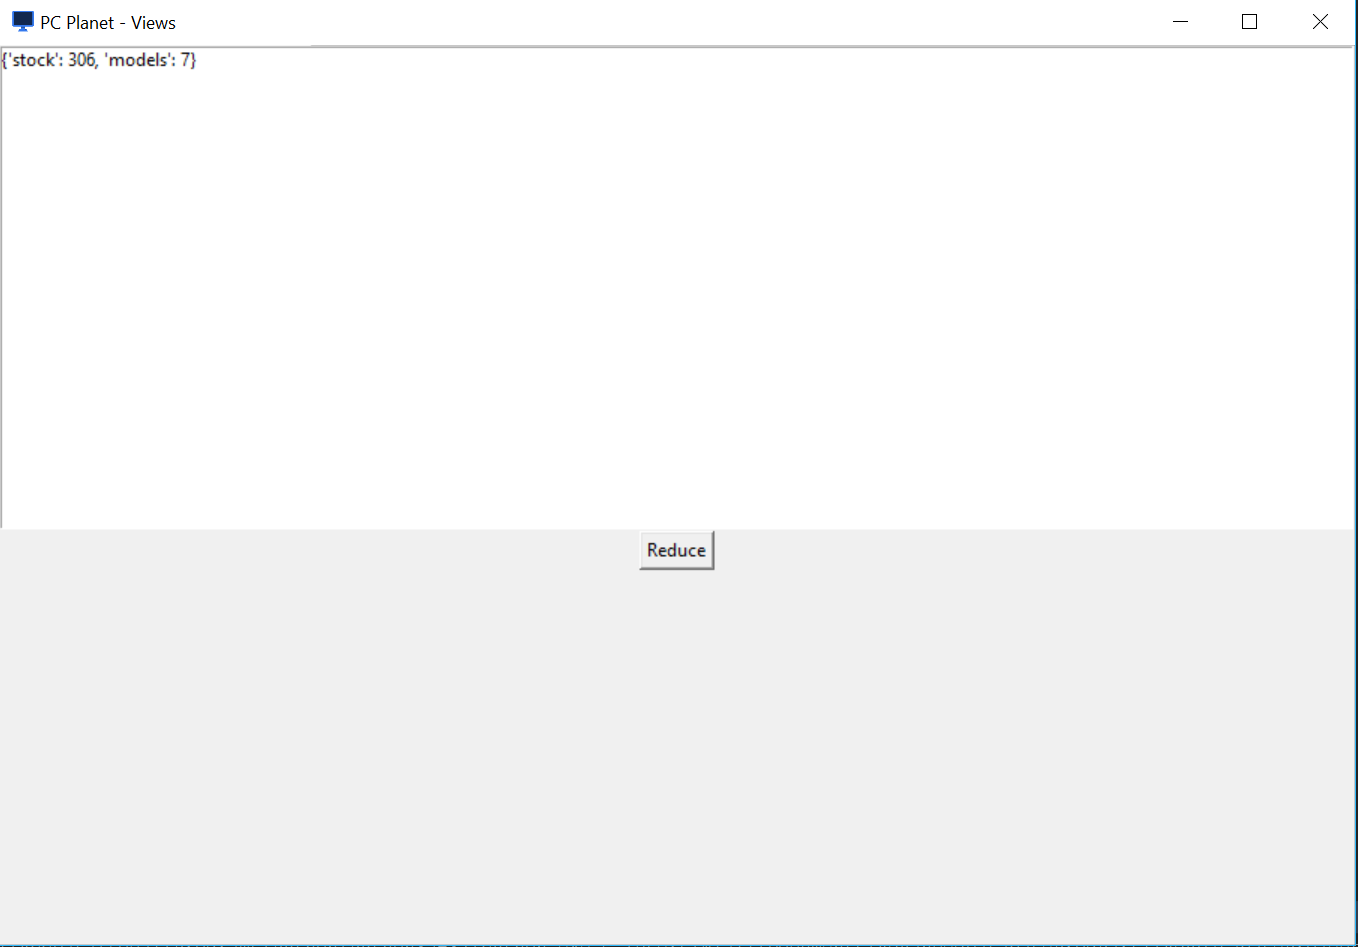 PC Planet - Views
{'stock': 306, 'models': 7}
Reduce